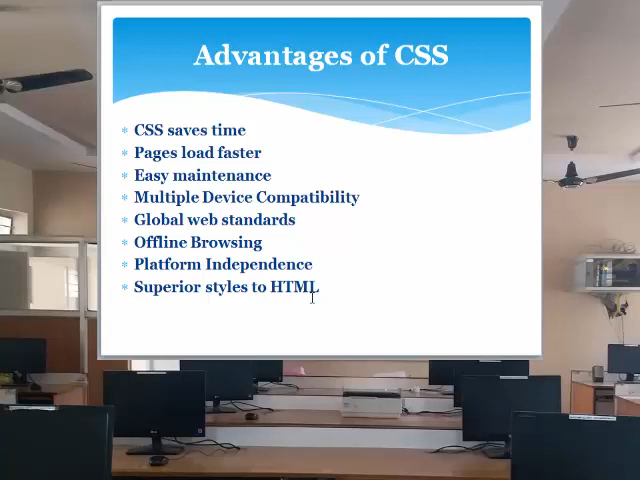 Advantages of CSS
CSS saves time
Pages load faster
Easy maintenance
Multiple Device Compatibility
Global web standards
Offline Browsing
Platform Independence
Superior styles to HTML